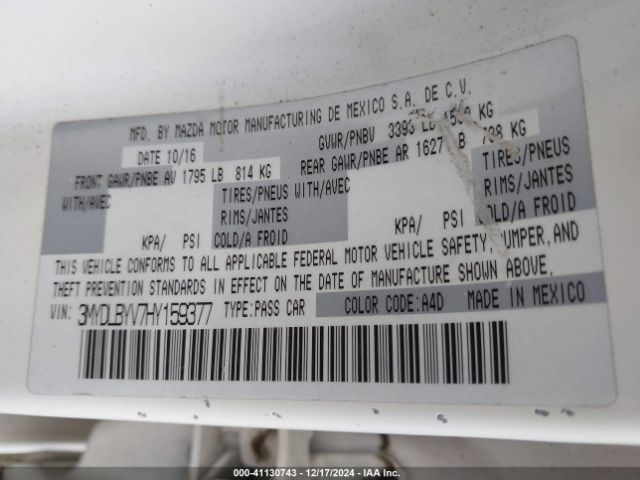 MFD. BY MAZDA MOTOR MANUFACTURING DE MEXICO S.A. DE C.V.
DATE 10/16 GVWR/PNBV 3393 LB KG
FRONT GAWR/PNBE AV 1795 LB 814 KG REAR GAWR/PNBE AR 1627 KG
WITH/AVEC TIRES/PNEUS WITH/AVEC TIRES/PNEUS
RIMS/JANTES RIMS/JANTES
KPA/ PSI COLD/A FROID KPA/ PSI COLD/A FROID
THIS VEHICLE CONFORMS TO ALL APPLICABLE FEDERAL MOTOR VEHICLE SAFETY, AND
THEFT PREVENTION STANDARDS IN EFFECT ON THE DATE OF MANUFACTURE SHOWN ABOVE.
VIN: 3MYDLBYV7HY159377 TYPE:PASS CAR COLOR CODE:A4D MADE IN MEXICO
000-41130743 - 12/17/2024 - IAA Inc.